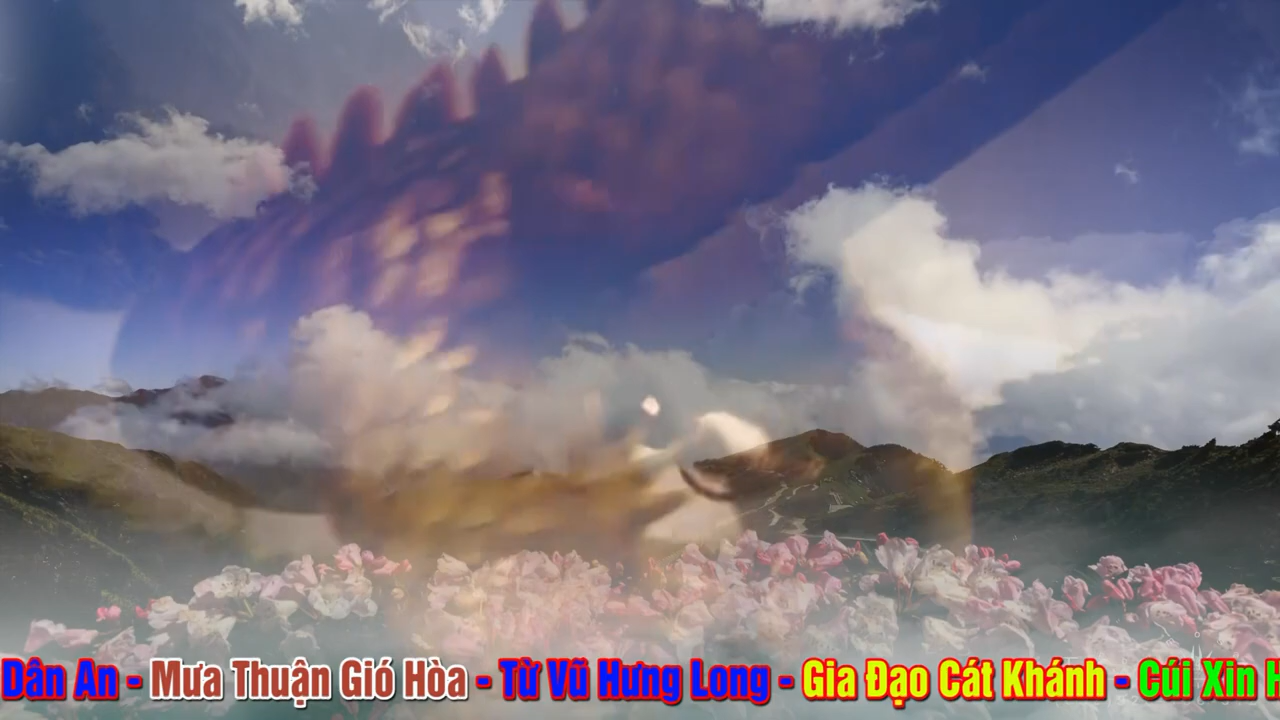 Dân An - Mưa Thuận Gió Hòa - Từ Vũ Hưng Long - Gia Đạo Cát Khánh - Cúi Xin H